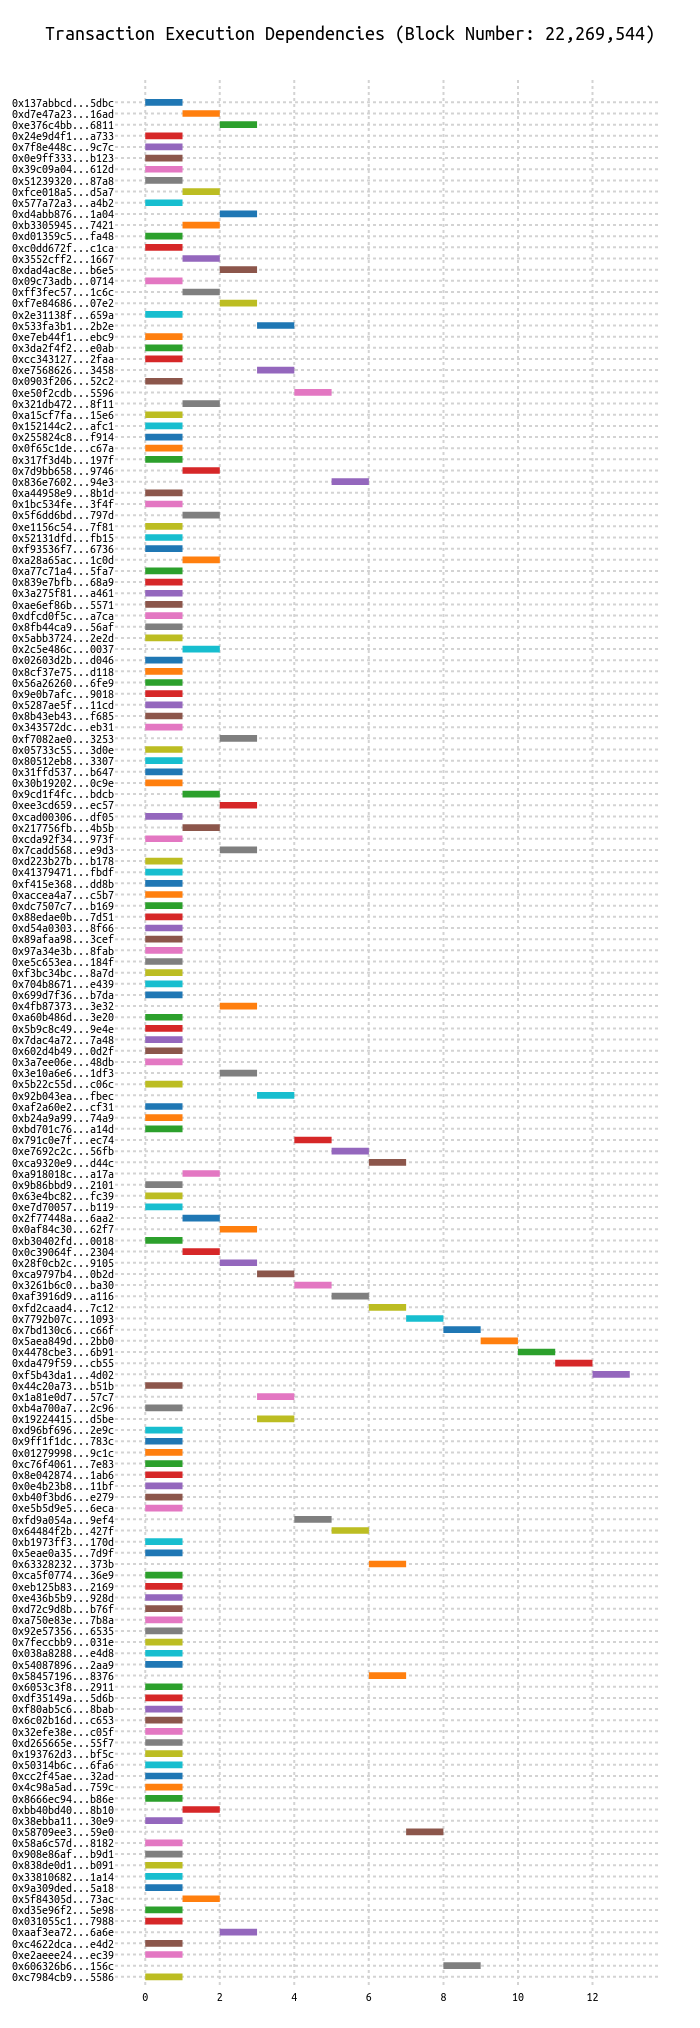 Transaction Execution Dependencies (Block Number: 22,269,544)
0x137abbcd...5dbc
0xd7e47a23...16ad
0xe376c4bb...6811
0x24e9d4f1...a733
0x7f8e448c...9c7c
0x0e9ff333...b123
0x39c09a04...612d
0x51239320...87a8
0xfce018a5...d5a7
0x577a72a3...a4b2
0xd4abb876...1a04
0xb3305945...7421
0xd01359c5...fa48
0xc0dd672f...c1ca
0x3552cff2...1667
0xdad4ac8e...b6e5
0x09c73adb...0714
0xff3fec57...1c6c
0xf7e84686...07e2
0x2e31138f...659a
0x533fa3b1...2b2e
0xe7eb44f1...ebc9
0x3da2f4f2...e0ab
0xcc343127...2faa
0xe7568626...3458
0x0903f206...52c2
0xe50f2cdb...5596
0x321db472...8f11
0xa15cf7fa...15e6
0x152144c2...afc1
0x255824c8...f914
0x0f65c1de...c67a
0x317f3d4b...197f
0x7d9bb658...9746
0x836e7602...94e3
0xa44958e9...8b1d
0x1bc534fe...3f4f
0x5f6dd6bd...797d
0xe1156c54...7f81
0x52131dfd...fb15
0xf93536f7...6736
0xa28a65ac...1c0d
0xa77c71a4...5fa7
0x839e7bfb...68a9
0x3a275f81...a461
0xae6ef86b...5571
0xdfcd0f5c...a7ca
0x8fb44ca9...56af
0x5abb3724...2e2d
0x2c5e486c...0037
0x02603d2b...d046
0x8cf37e75...d118
0x56a26260...6fe9
0x9e0b7afc...9018
0x5287ae5f...11cd
0x8b43eb43...f685
0x343572dc...eb31
0xf7082ae0...3253
0x05733c55...3d0e
0x80512eb8...3307
0x31ffd537...b647
0x30b19202...0c9e
0x9cd1f4fc...bdcb
0xee3cd659...ec57
0xcad00306...df05
0x217756fb...4b5b
0xcda92f34...973f
0x7cadd568...e9d3
0xd223b27b...b178
0x41379471...fbdf
0xf415e368...dd8b
0xaccea4a7...c5b7
0xdc7507c7...b169
0x88edae0b...7d51
0xd54a0303...8f66
0x89afaa98...3cef
0x97a34e3b...8fab
0xe5c653ea...184f
0xf3bc34bc...8a7d
0x704b8671...e439
0x699d7f36...b7da
0x4fb87373...3e32
0xa60b486d...3e20
0x5b9c8c49...9e4e
0x7dac4a72...7a48
0x602d4b49...0d2f
0x3a7ee06e...48db
0x3e10a6e6...1df3
0x5b22c55d...c06c
0x92b043ea...fbec
0xaf2a60e2...cf31
0xb24a9a99...74a9
0xbd701c76...a14d
0x791c0e7f...ec74
0xe7692c2c...56fb
0xca9320e9...d44c
0xa918018c...a17a
0x9b86bbd9...2101
0x63e4bc82...fc39
0xe7d70057...b119
0x2f77448a...6aa2
0x0af84c30...62f7
0xb30402fd...0018
0x0c39064f...2304
0x28f0cb2c...9105
0xca9797b4...0b2d
0x3261b6c0...ba30
0xaf3916d9...a116
0xfd2caad4...7c12
0x7792b07c...1093
0x7bd130c6...c66f
0x5aea849d...2bb0
0x4478cbe3...6b91
0xda479f59...cb55
0xf5b43da1...4d02
0x44c20a73...b51b
0x1a81e0d7...57c7
0xb4a700a7...2c96
0x19224415...d5be
0xd96bf696...2e9c
0x9ff1f1dc...783c
0x01279998...9c1c
0xc76f4061...7e83
0x8e042874...1ab6
0x0e4b23b8...11bf
0xb40f3bd6...e279
0xe5b5d9e5...6eca
0xfd9a054a...9ef4
0x64484f2b...427f
0xb1973ff3...170d
0x5eae0a35...7d9f
0x63328232...373b
0xca5f0774...36e9
0xeb125b83...2169
0xe436b5b9...928d
0xd72c9d8b...b76f
0xa750e83e...7b8a
0x92e57356...6535
0x7feccbb9...031e
0x038a8288...e4d8
0x54087896...2aa9
0x58457196...8376
0x6053c3f8...2911
0xdf35149a...5d6b
0xf80ab5c6...8bab
0x6c02b16d...c653
0x32efe38e...c05f
0xd265665e...55f7
0x193762d3...bf5c
0x50314b6c...6fa6
0xcc2f45ae...32ad
0x4c98a5ad...759c
0x8666ec94...b86e
0xbb40bd40...8b10
0x38ebba11...30e9
0x58709ee3...59e0
0x58a6c57d...8182
0x908e86af...b9d1
0x838de0d1...b091
0x33810682...1a14
0x9a309ded...5a18
0x5f84305d...73ac
0xd35e96f2...5e98
0x031055c1...7988
0xaaf3ea72...6a6e
0xc4622dca...e4d2
0xe2aeee24...ec39
0x606326b6...156c
0xc7984cb9...5586
0 2 4 6 8 10 12